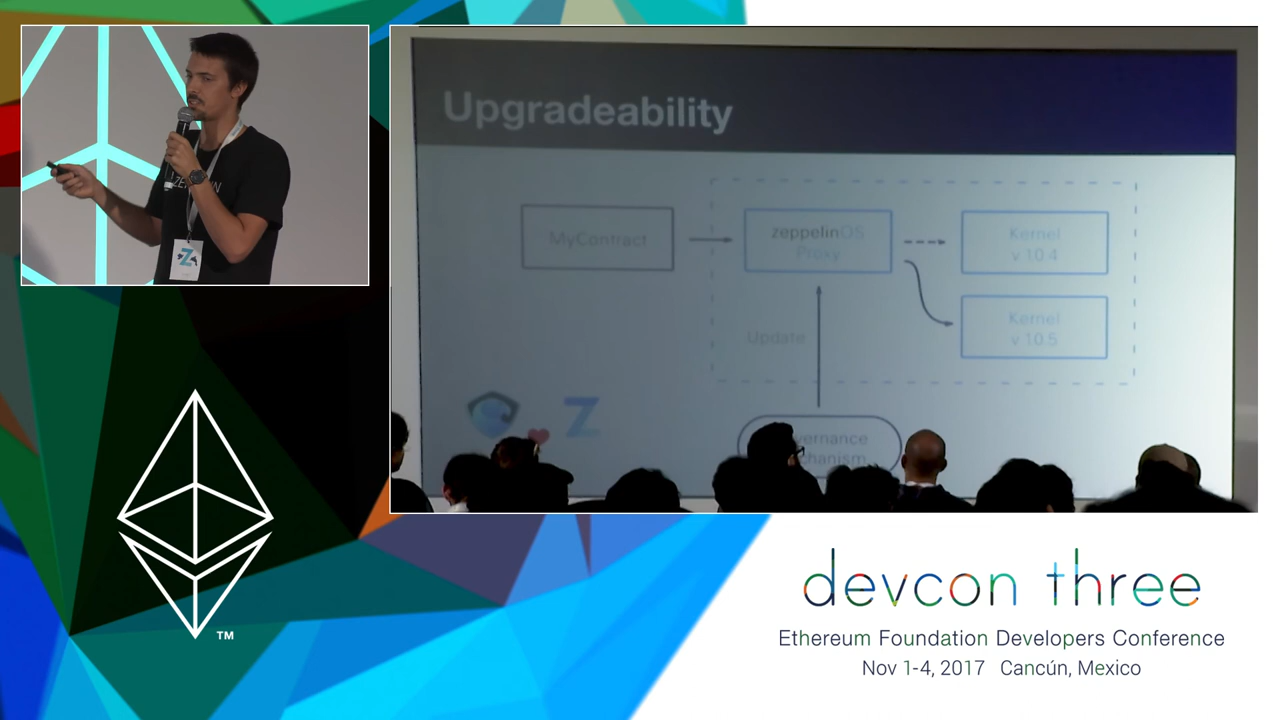 Upgradeability
MyContract
zeppelinOS
Proxy
Kernel
v 1.0.4
Kernel
v 1.0.5
Update
Z
Z
TM
devcon three
Ethereum Foundation Developers Conference
Nov 1-4, 2017 Cancún, Mexico